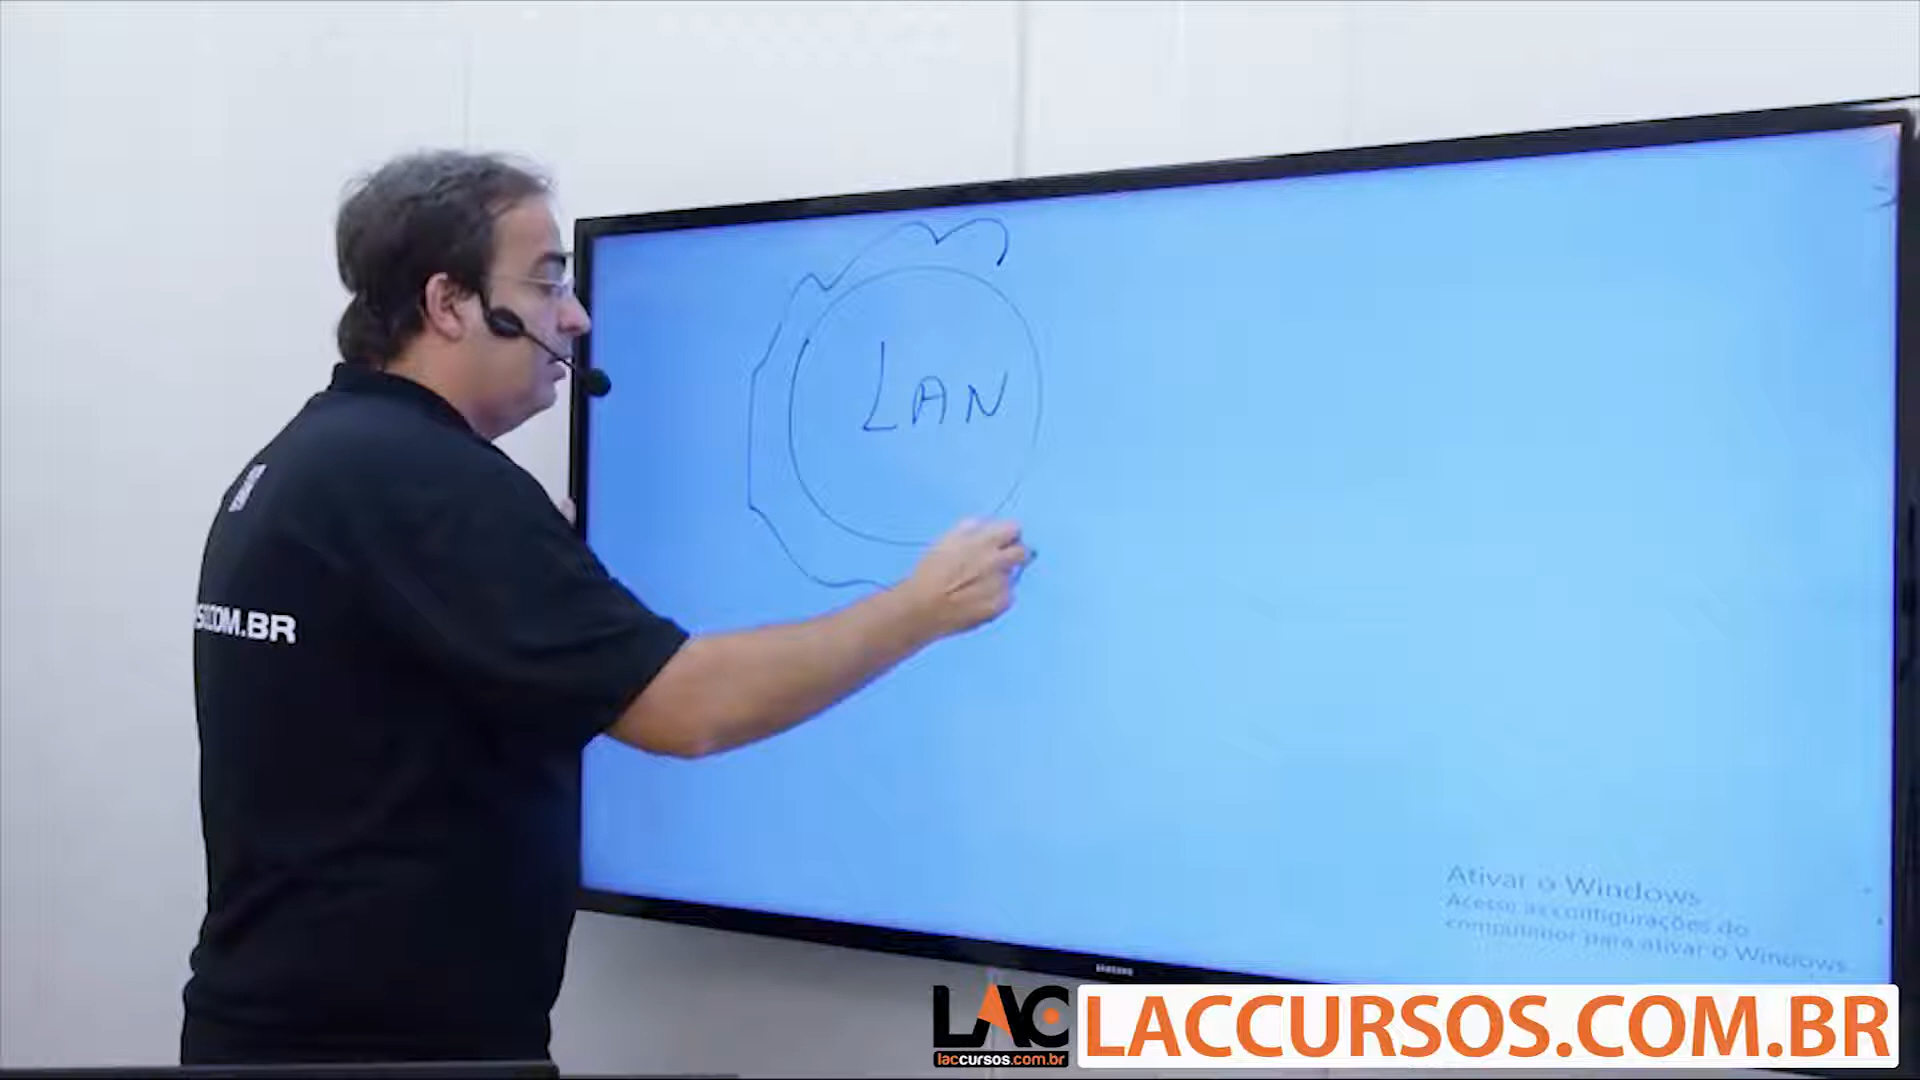 LAN
S.COM.BR
Ativar o Windows
Acesse as configurações do
computador para ativar o Windows.
SAMSUNG
LAC
laccursos.com.br
LACCURSOS.COM.BR